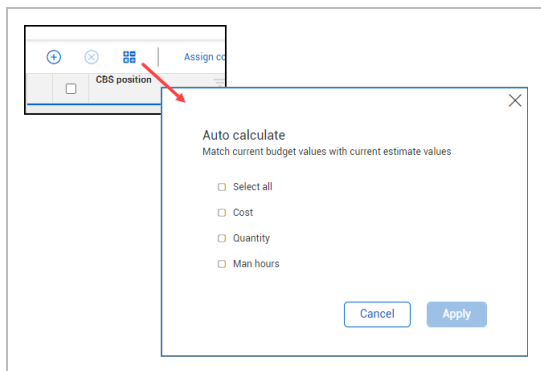 Assign co
CBS position
Auto calculate
Match current budget values with current estimate values
Select all
Cost
Quantity
Man hours
Cancel
Apply